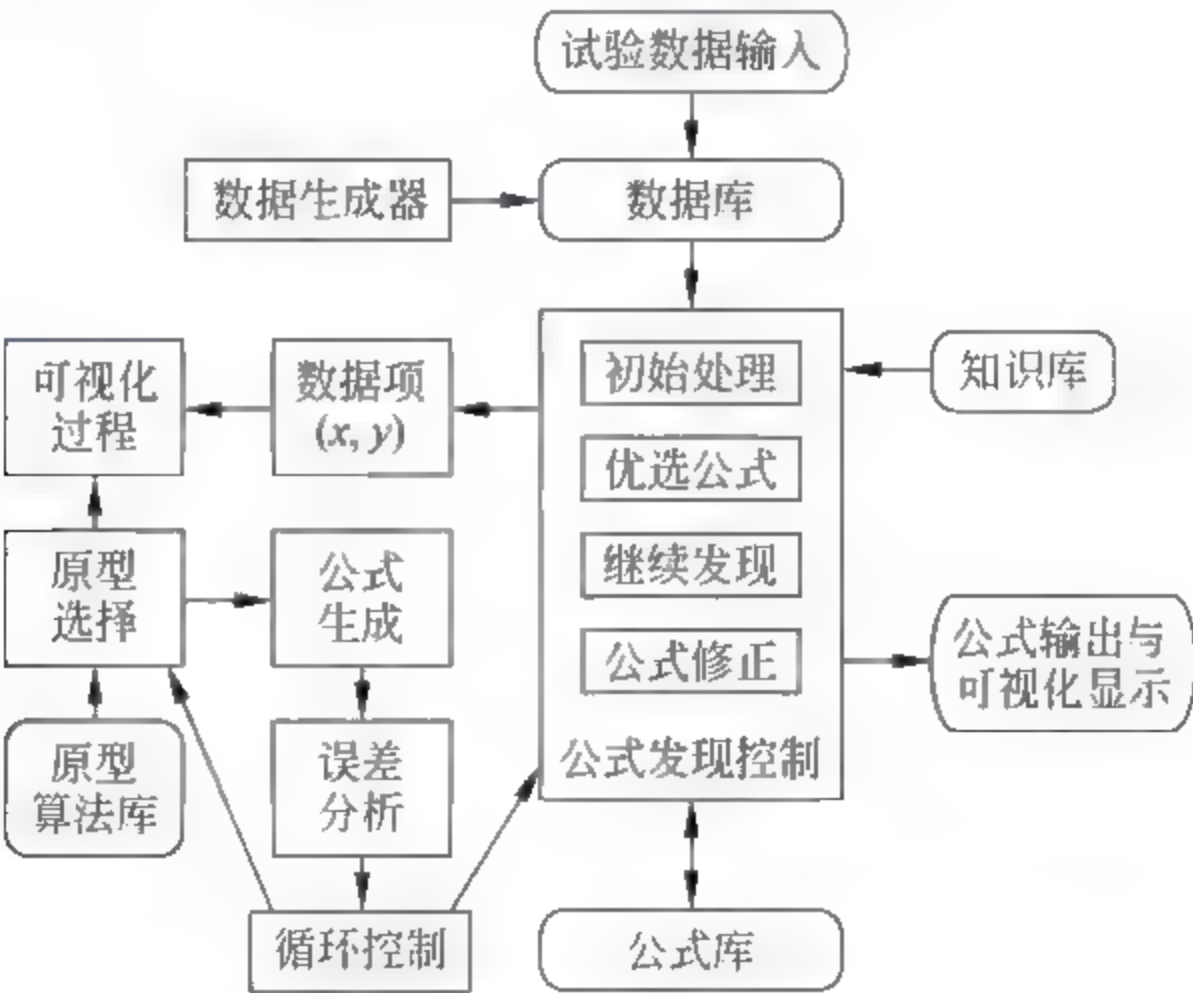 试验数据输入
数据生成器
数据库
可视化
过程
数据项
(x, y)
初始处理
知识库
优选公式
原型
选择
公式
生成
继续发现
公式修正
公式输出与
可视化显示
原型
算法库
误差
分析
公式发现控制
循环控制
公式库